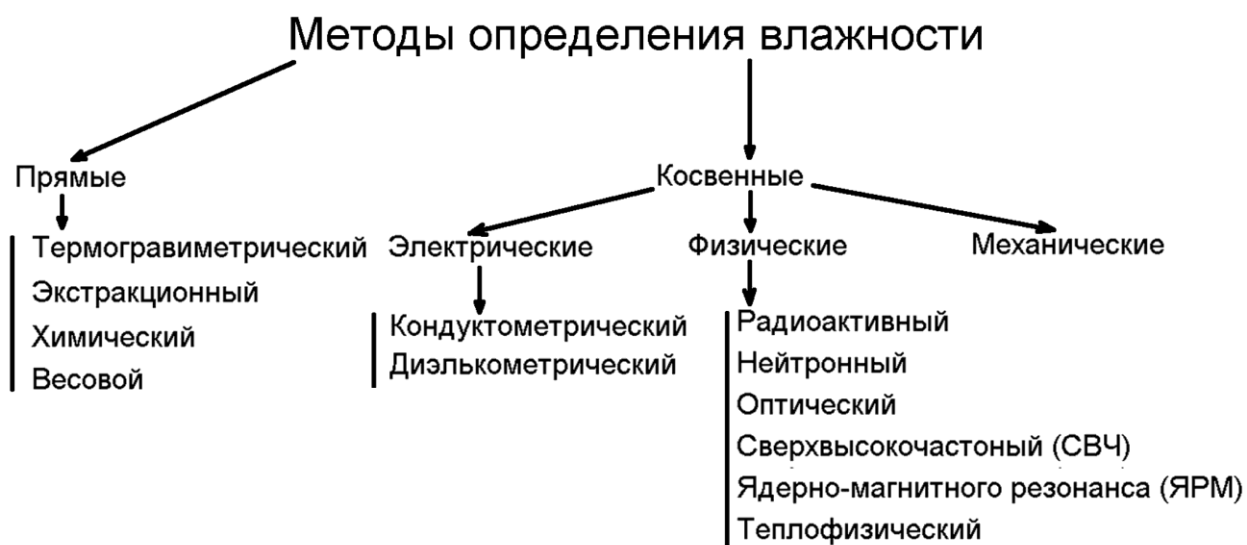 Методы определения влажности
Прямые
Косвенные
Термогравиметрический
Экстракционный
Химический
Весовой
Электрические
Кондуктометрический
Диэлькометрический
Физические
Радиоактивный
Нейтронный
Оптический
Сверхвысокочастоный (СВЧ)
Ядерно-магнитного резонанса (ЯРМ)
Теплофизический
Механические